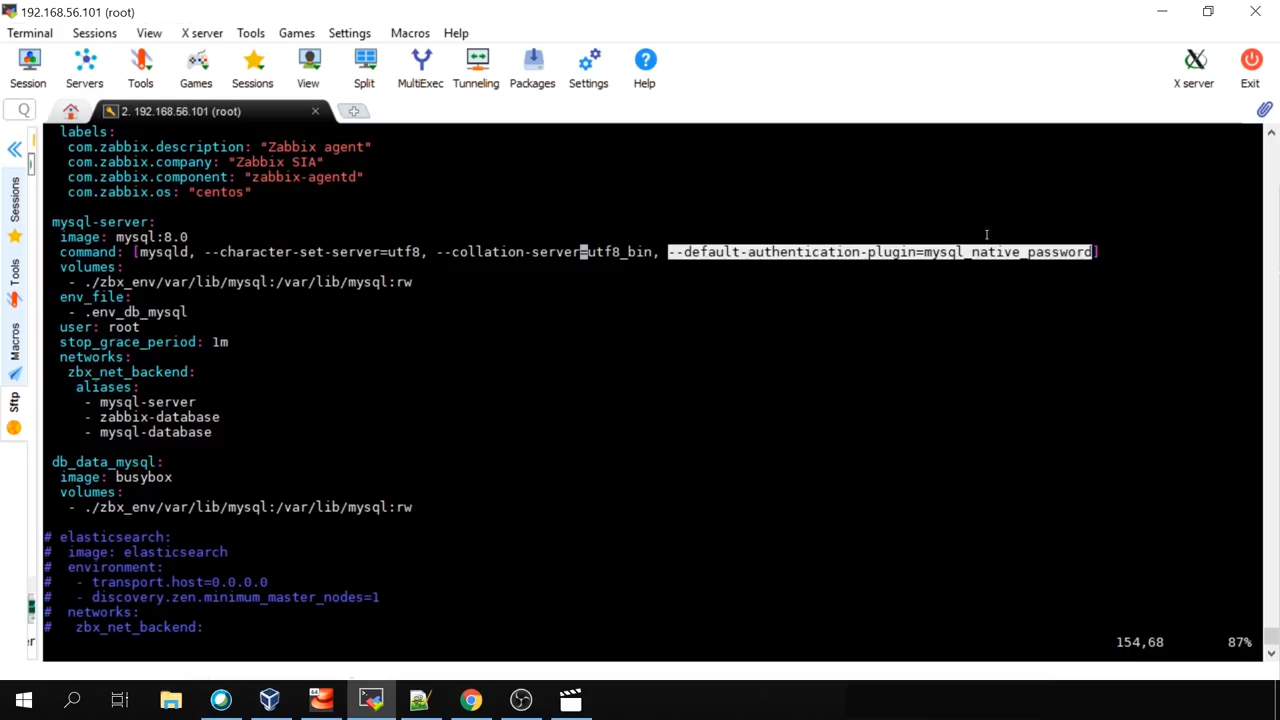 192.168.56.101 (root)
Terminal Sessions View X server Tools Games Settings Macros Help
Session Servers Tools Games Sessions View Split MultiExec Tunneling Packages Settings Help X server Exit
2. 192.168.56.101 (root)
Sessions
Tools
Macros
Sftp
labels:
com.zabbix.description: "Zabbix agent"
com.zabbix.company: "Zabbix SIA"
com.zabbix.component: "zabbix-agentd"
com.zabbix.os: "centos"
mysql-server:
image: mysql:8.0
command: [mysqld, --character-set-server=utf8, --collation-server=utf8_bin, --default-authentication-plugin=mysql_native_password]
volumes:
- ./zbx_env/var/lib/mysql:/var/lib/mysql:rw
env_file:
- .env_db_mysql
user: root
stop_grace_period: 1m
networks:
zbx_net_backend:
aliases:
- mysql-server
- zabbix-database
- mysql-database
db_data_mysql:
image: busybox
volumes:
- ./zbx_env/var/lib/mysql:/var/lib/mysql:rw
# elasticsearch:
# image: elasticsearch
# environment:
# - transport.host=0.0.0.0
# - discovery.zen.minimum_master_nodes=1
# networks:
# zbx_net_backend:
154,68 87%